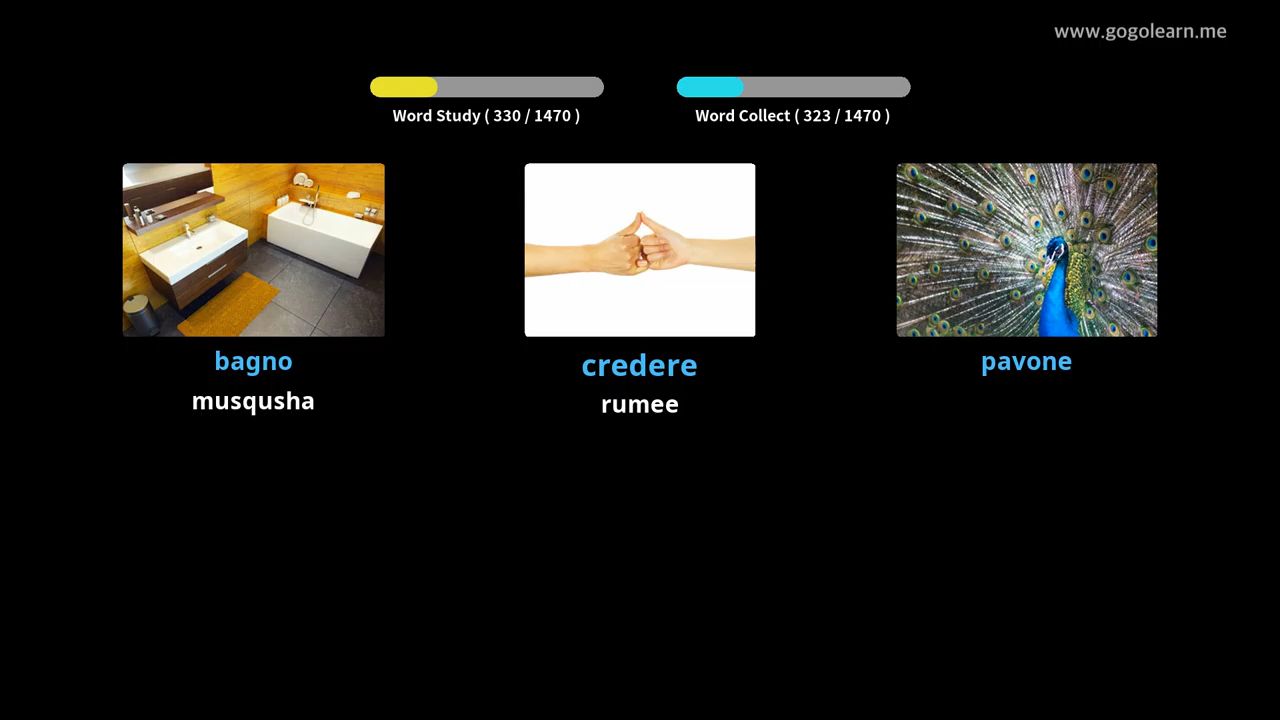 www.gogolearn.me
Word Study ( 330 / 1470 )
Word Collect ( 323 / 1470 )
bagno
musqusha
credere
rumee
pavone